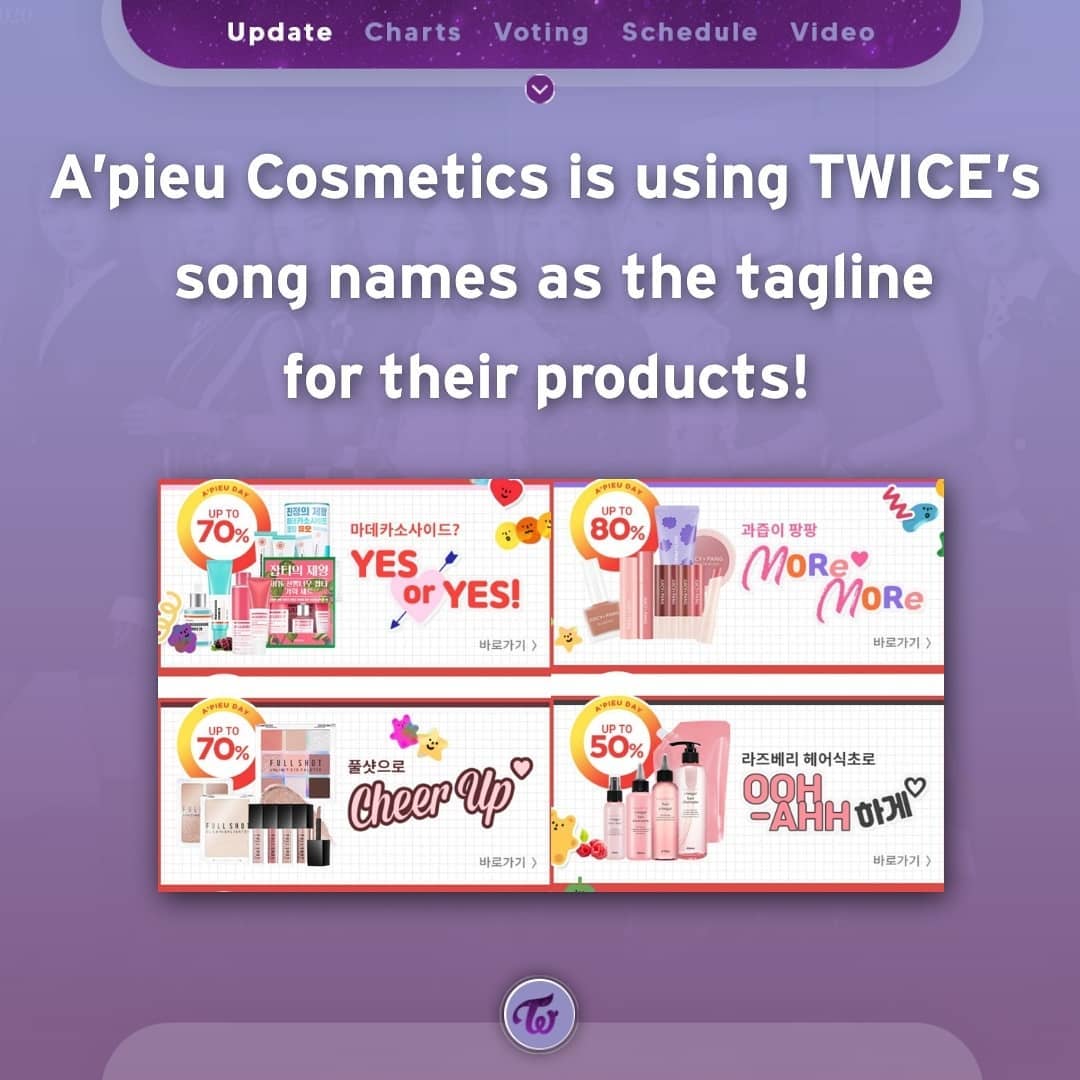 Update Charts Voting Schedule Video
A'pieu Cosmetics is using TWICE's
song names as the tagline
for their products!
A'PIEU DAY
UP TO
70%
마데카소사이드?
YES
or YES!
바로가기 >
A'PIEU DAY
UP TO
80%
과즙이 팡팡
MORe
MORe
바로가기 >
A'PIEU DAY
UP TO
70%
FULL SHOT
FULL SHOT
풀샷으로
Cheer Up
바로가기 >
A'PIEU DAY
UP TO
50%
라즈베리 헤어식초로
OOH
-AHH 하게
바로가기 >